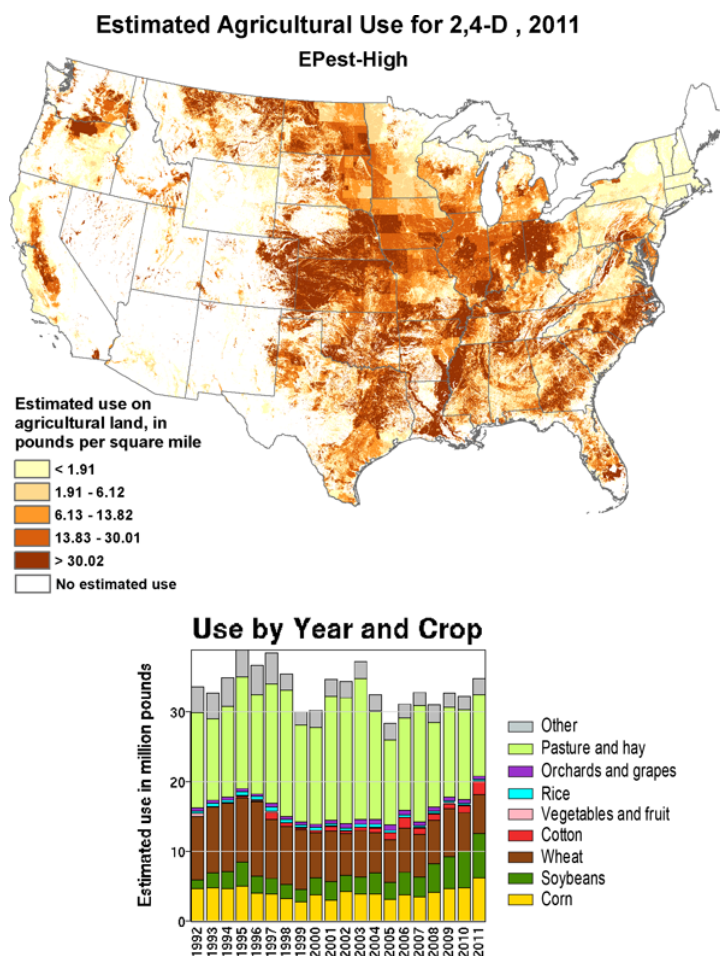 Estimated Agricultural Use for 2,4-D , 2011
EPest-High
Estimated use on
agricultural land, in
pounds per square mile
< 1.91
1.91 - 6.12
6.13 - 13.82
13.83 - 30.01
> 30.02
No estimated use
Use by Year and Crop
Estimated use in million pounds
30
20
10
0
1992
1993
1994
1995
1996
1997
1998
1999
2000
2001
2002
2003
2004
2005
2006
2007
2008
2009
2010
2011
Other
Pasture and hay
Orchards and grapes
Rice
Vegetables and fruit
Cotton
Wheat
Soybeans
Corn